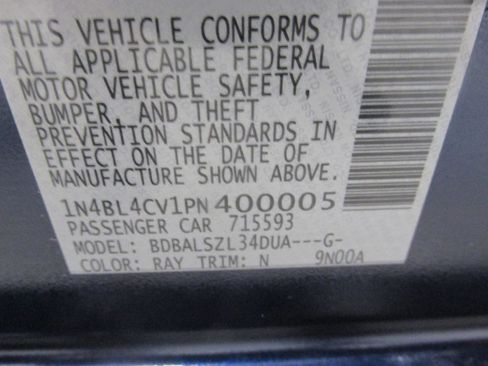 THIS VEHICLE CONFORMS TO
ALL APPLICABLE FEDERAL
MOTOR VEHICLE SAFETY,
BUMPER, AND THEFT
PREVENTION STANDARDS IN
EFFECT ON THE DATE OF
MANUFACTURE SHOWN ABOVE.
1N4BL4CV1PN400005
PASSENGER CAR 715593
MODEL: BDBALSZL34DUA---G-
COLOR: RAY TRIM: N 9N00A